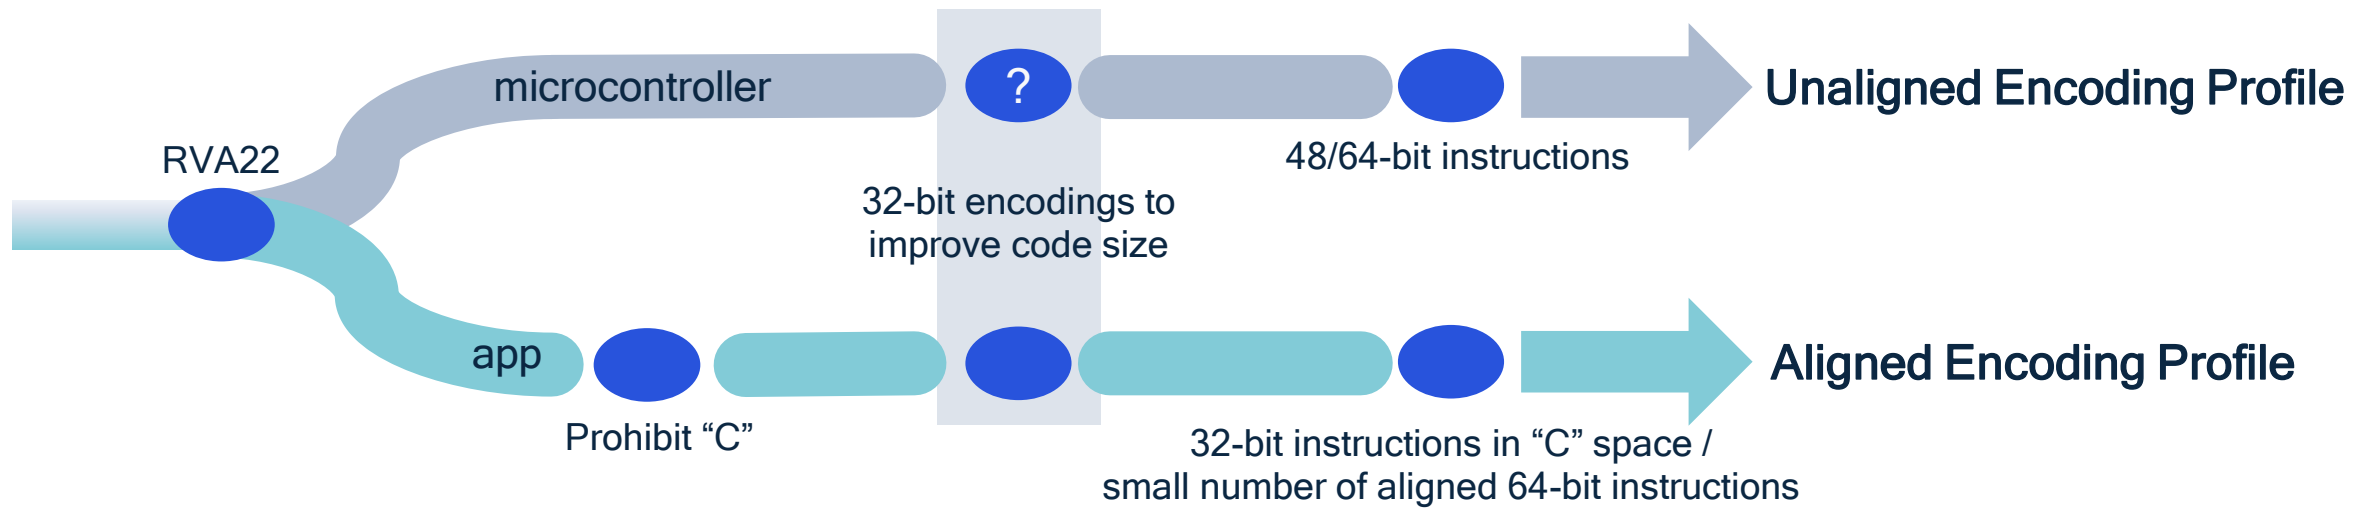 microcontroller
?
Unaligned Encoding Profile
RVA22
48/64-bit instructions
32-bit encodings to
improve code size
app
Aligned Encoding Profile
Prohibit “C”
32-bit instructions in “C” space /
small number of aligned 64-bit instructions